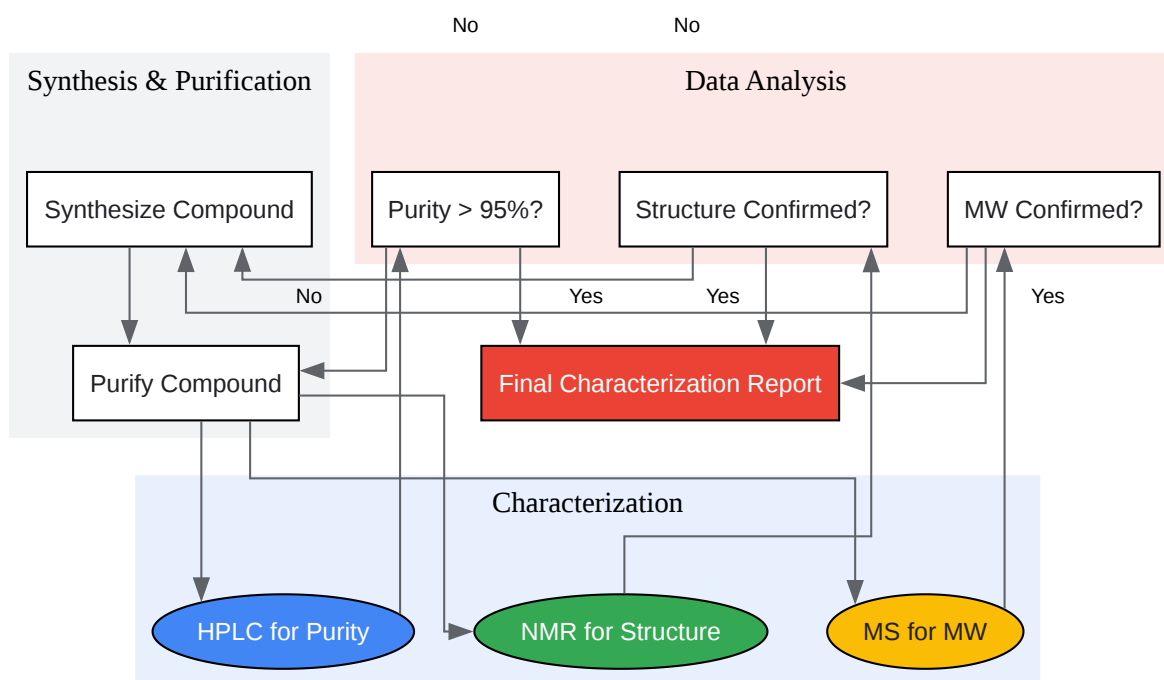 No
No
Synthesis & Purification
Data Analysis
Synthesize Compound
Purity > 95%?
Structure Confirmed?
MW Confirmed?
No
Yes
Yes
Yes
Purify Compound
Final Characterization Report
Characterization
HPLC for Purity
NMR for Structure
MS for MW